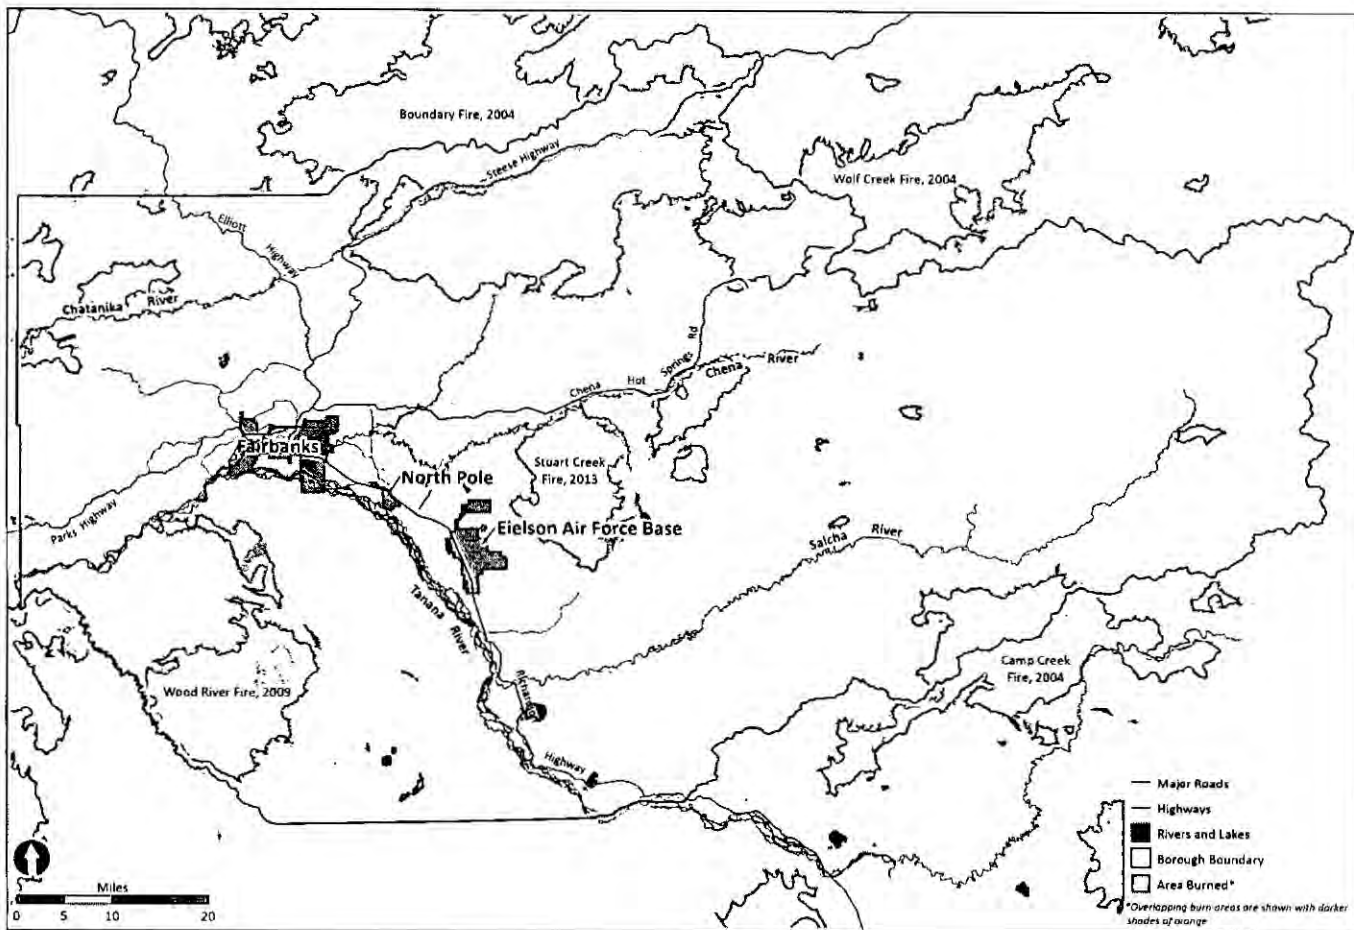 Boundary Fire, 2004
Steese Highway
Wolf Creek Fire, 2004
Elliott
Highway
Chatanika River
Springs Rd
Chena River
Chena Hot
Fairbanks
Stuart Creek
Fire, 2013
North Pole
Parks Highway
Eielson Air Force Base
Salcha River
Tanana River
Camp Creek
Fire, 2004
Wood River Fire, 2009
Richardson
Highway
Major Roads
Highways
Rivers and Lakes
Borough Boundary
Area Burned*
*Overlapping burn areas are shown with darker
shades of orange
Miles
0 5 10 20